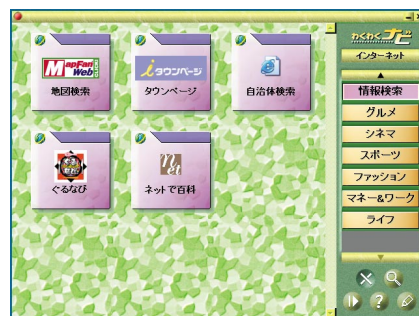 わくわくナビ
インターネット
MapFan Web
地図検索
iタウンページ
タウンページ
自治体検索
ぐるなび
ネットで百科
情報検索
グルメ
シネマ
スポーツ
ファッション
マネー&ワーク
ライフ
?